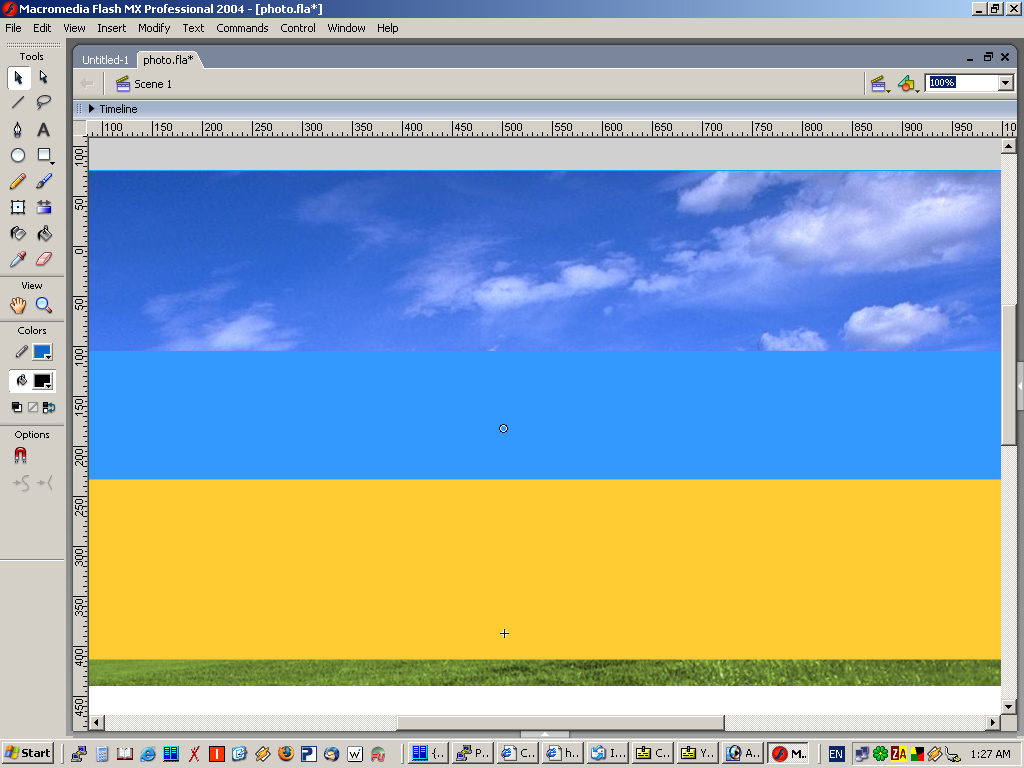 Macromedia Flash MX Professional 2004 - [photo.fla*]
File Edit View Insert Modify Text Commands Control Window Help
Tools
Untitled-1 photo.fla*
Scene 1
100%
Timeline
100 150 200 250 300 350 400 450 500 550 600 650 700 750 800 850 900 950 10
100
50
0
50
100
150
200
250
300
350
400
450
A
View
Colors
Options
Start
{..
P..
C..
h..
I...
C..
Y..
A..
M..
EN
ZA
1:27 AM